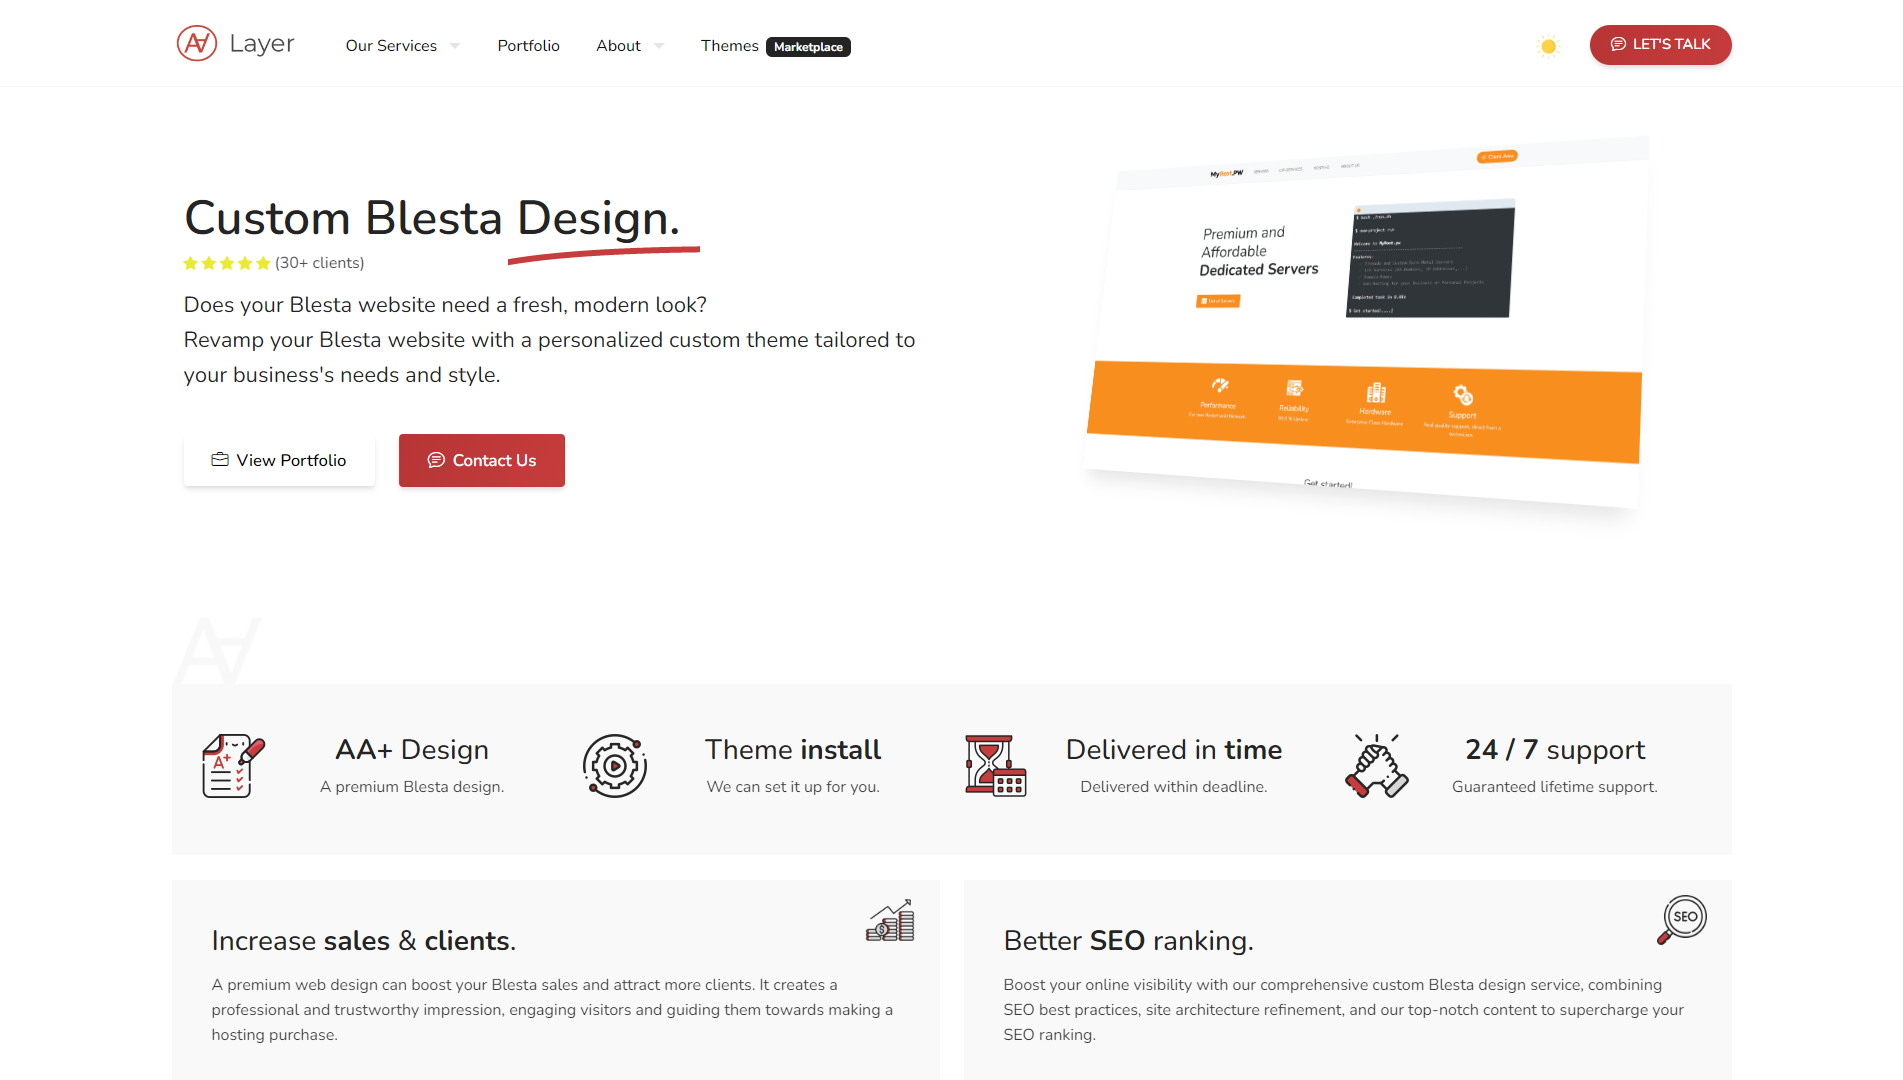 Layer
Our Services
Portfolio
About
Themes Marketplace
LET'S TALK
Custom Blesta Design.
(30+ clients)
Does your Blesta website need a fresh, modern look?
Revamp your Blesta website with a personalized custom theme tailored to
your business's needs and style.
View Portfolio
Contact Us
MyRoot.PW
Premium and
Affordable
Dedicated Servers
Performance
Reliability
Hardware
Support
Get started!
AA+ Design
A premium Blesta design.
Theme install
We can set it up for you.
Delivered in time
Delivered within deadline.
24 / 7 support
Guaranteed lifetime support.
A+
Increase sales & clients.
A premium web design can boost your Blesta sales and attract more clients. It creates a
professional and trustworthy impression, engaging visitors and guiding them towards making a
hosting purchase.
SEO
Better SEO ranking.
Boost your online visibility with our comprehensive custom Blesta design service, combining
SEO best practices, site architecture refinement, and our top-notch content to supercharge your
SEO ranking.